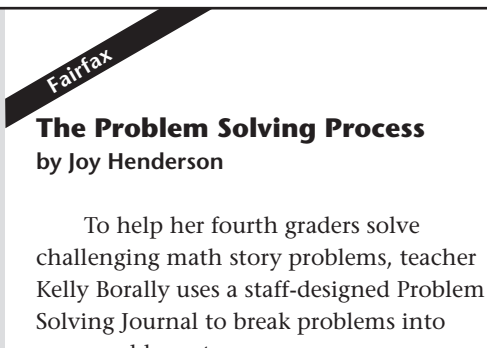 Fairfax
The Problem Solving Process
by Joy Henderson
To help her fourth graders solve
challenging math story problems, teacher
Kelly Borally uses a staff-designed Problem
Solving Journal to break problems into